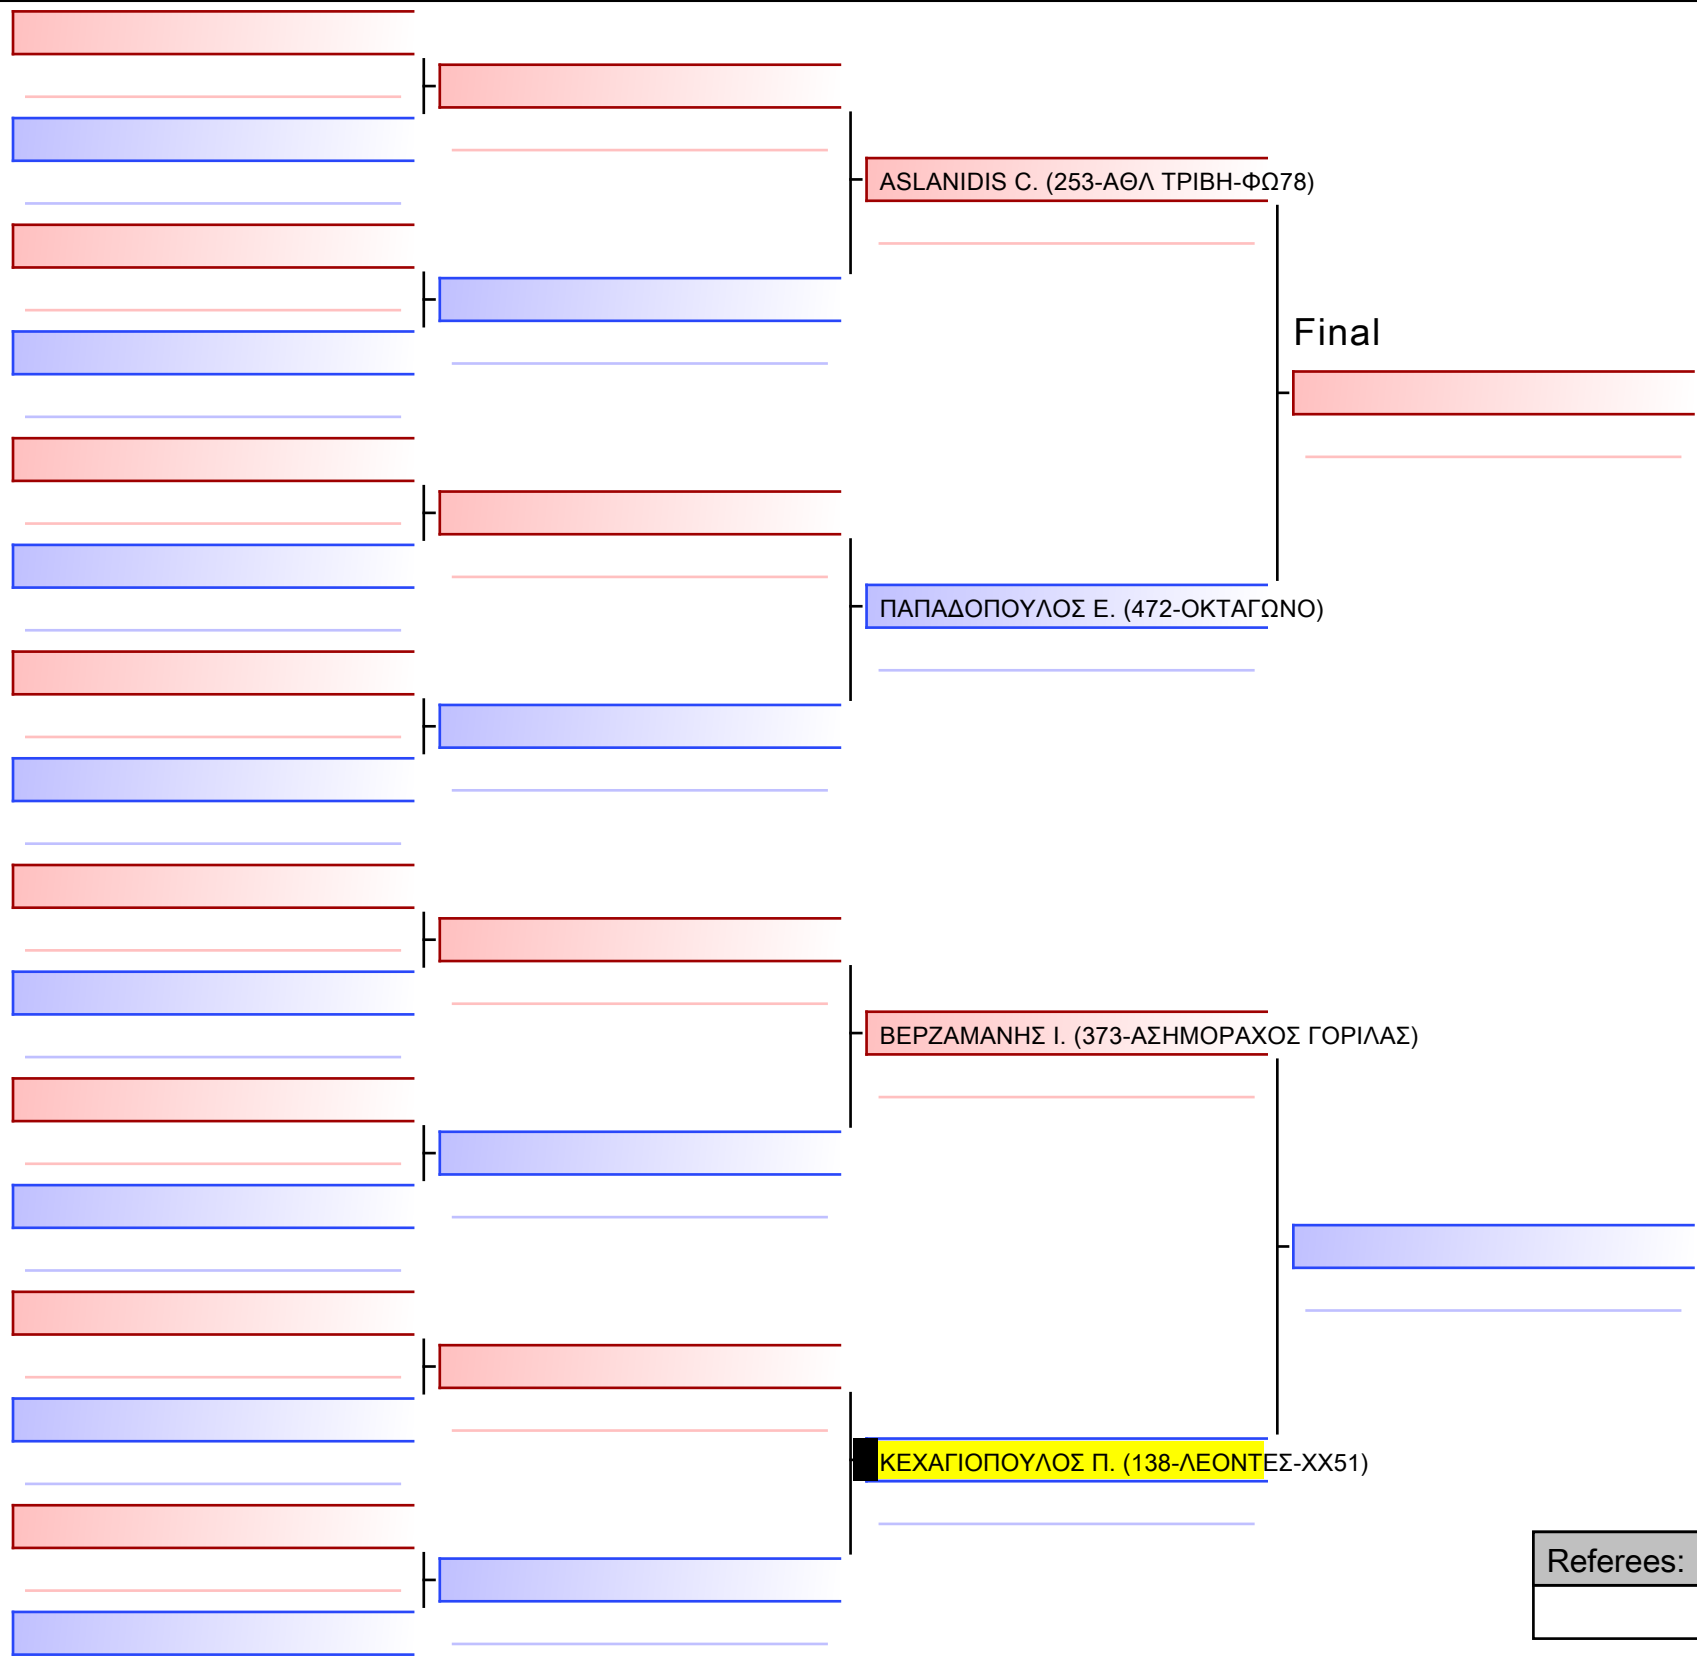 ASLANIDIS C. (253-ΑΘΛ ΤΡΙΒΗ-ΦΩ78)
Final
ΠΑΠΑΔΟΠΟΥΛΟΣ Ε. (472-ΟΚΤΑΓΩΝΟ)
ΒΕΡΖΑΜΑΝΗΣ Ι. (373-ΑΣΗΜΟΡΑΧΟΣ ΓΟΡΙΛΑΣ)
ΚΕΧΑΓΙΟΠΟΥΛΟΣ Π. (138-ΛΕΟΝΤΕΣ-ΧΧ51)
Referees: